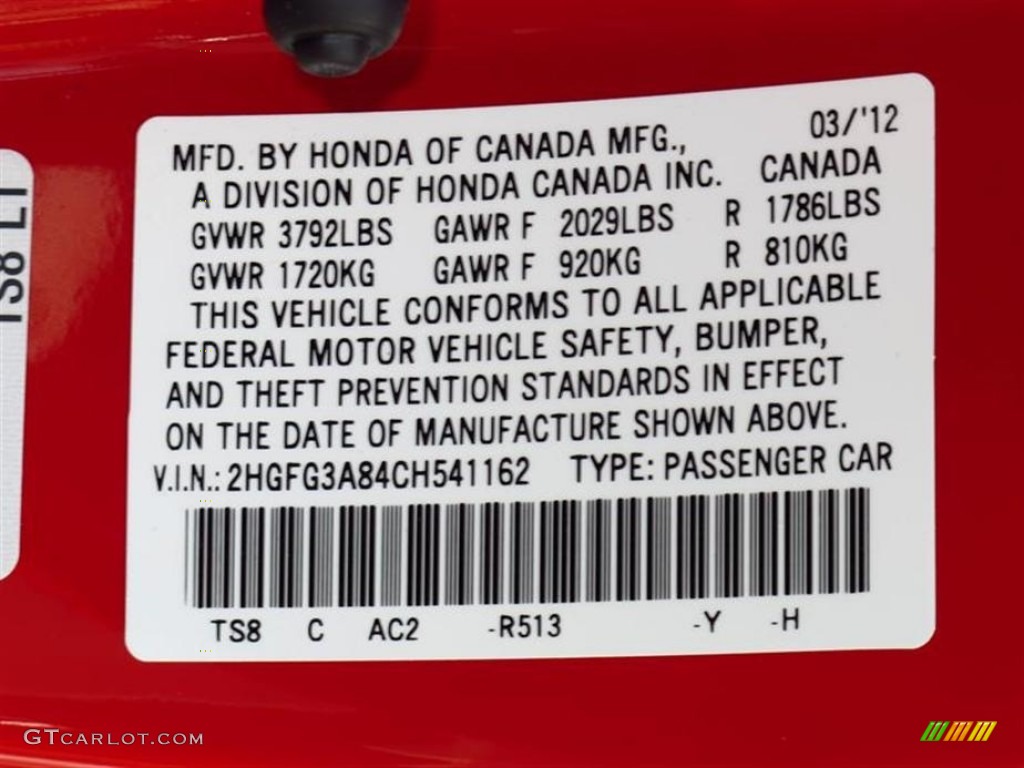 03/'12
MFD. BY HONDA OF CANADA MFG.,
A DIVISION OF HONDA CANADA INC. CANADA
GVWR 3792LBS GAWR F 2029LBS R 1786LBS
GVWR 1720KG GAWR F 920KG R 810KG
THIS VEHICLE CONFORMS TO ALL APPLICABLE
FEDERAL MOTOR VEHICLE SAFETY, BUMPER,
AND THEFT PREVENTION STANDARDS IN EFFECT
ON THE DATE OF MANUFACTURE SHOWN ABOVE.
V.I.N.: 2HGFG3A84CH541162 TYPE: PASSENGER CAR
TS8 C AC2 -R513 -Y -H
TS8
GTCARLOT.COM